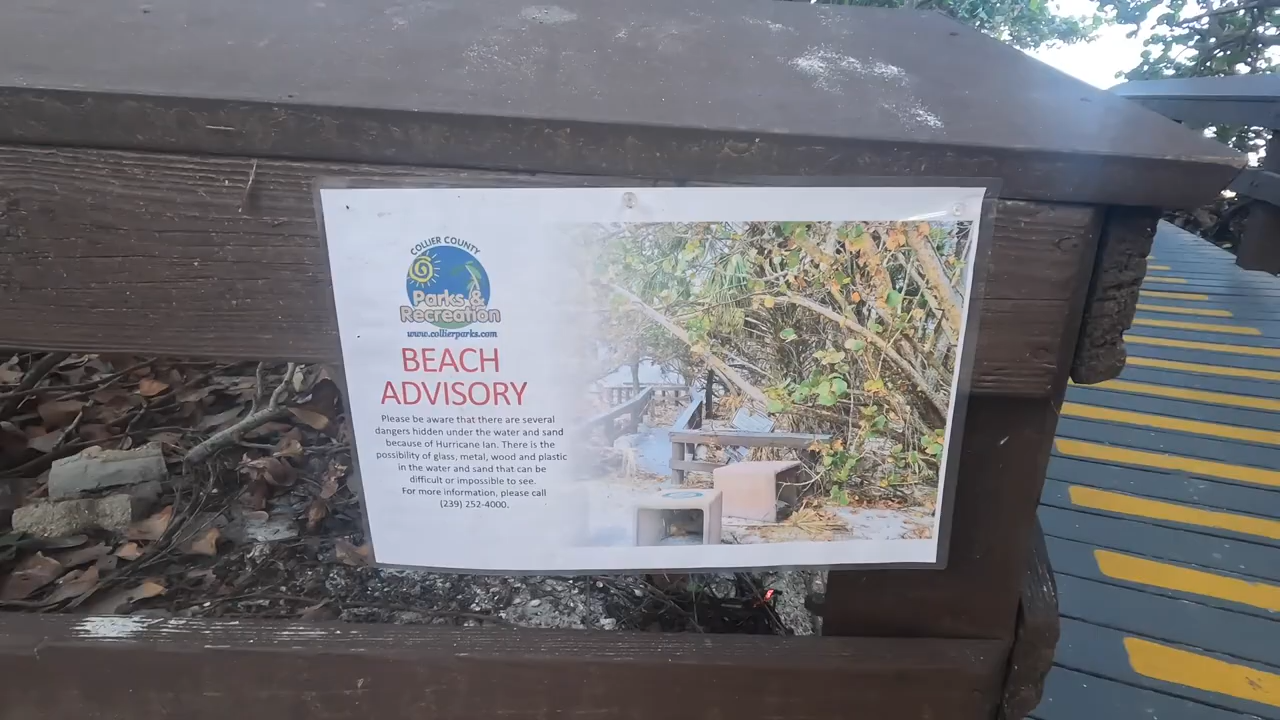 COLLIER COUNTY
Parks &
Recreation
www.collierparks.com
BEACH
ADVISORY
Please be aware that there are several
dangers hidden under the water and sand
because of Hurricane Ian. There is the
possibility of glass, metal, wood and plastic
in the water and sand that can be
difficult or impossible to see.
For more information, please call
(239) 252-4000.